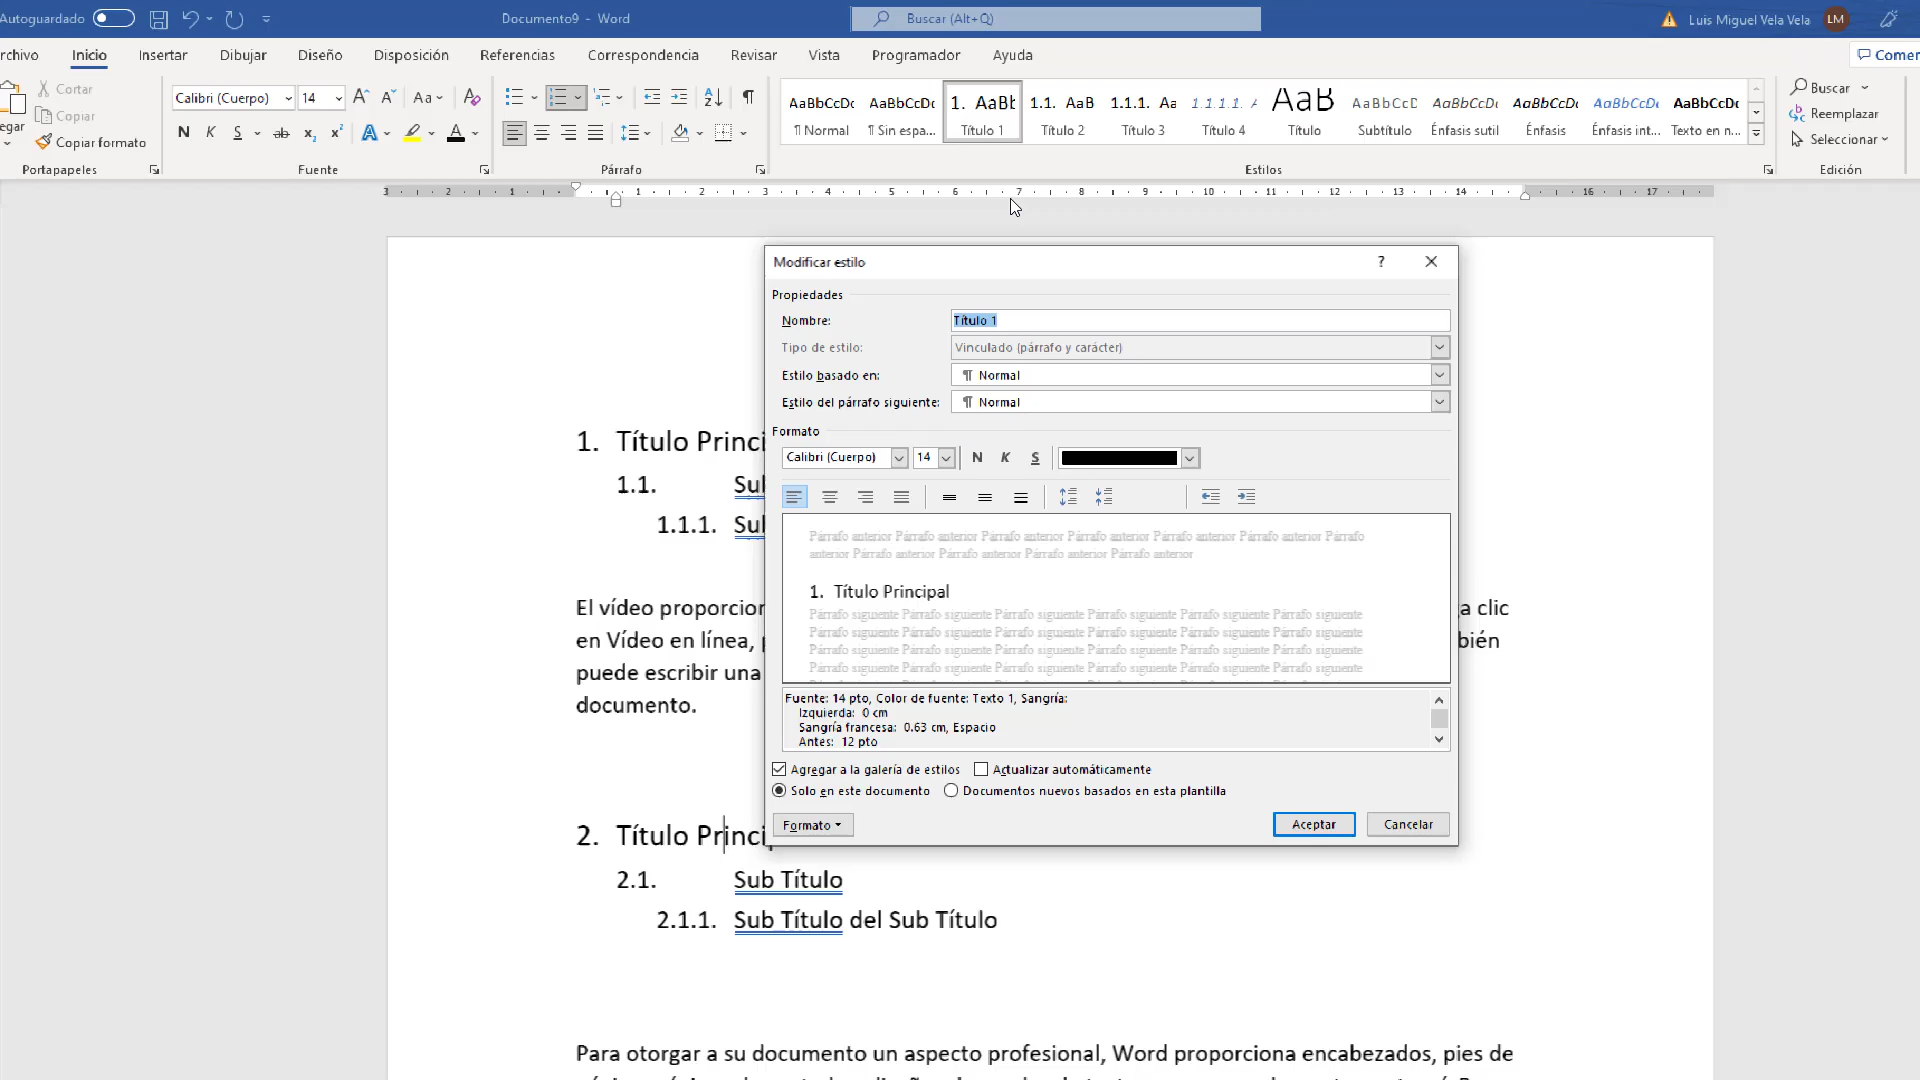 Autoguardado
Documento9 - Word
Buscar (Alt+Q)
Luis Miguel Vela Vela LM
rchivo Inicio Insertar Dibujar Diseño Disposición Referencias Correspondencia Revisar Vista Programador Ayuda Comer
egar Cortar
Copiar
Copiar formato
Portapapeles
Calibri (Cuerpo) 14 Aa
N K S ab x₂ x² A A
Fuente
Párrafo
AaBbCcDc AaBbCcDc 1. AaBb 1.1. AaB 1.1.1. Aa 1.1.1.1. A AaB AaBbCcD AaBbCcDc AaBbCcDc AaBbCcDc AaBbCcDc
¶ Normal ¶ Sin espa... Título 1 Título 2 Título 3 Título 4 Título Subtítulo Énfasis sutil Énfasis Énfasis int... Texto en n...
Estilos
Buscar
Reemplazar
Seleccionar
Edición
3 2 1 1 2 3 4 5 6 7 8 9 10 11 12 13 14 16 17
Modificar estilo ?
Propiedades
Nombre: Título 1
Tipo de estilo: Vinculado (párrafo y carácter)
Estilo basado en: ¶ Normal
Estilo del párrafo siguiente: ¶ Normal
Formato
Calibri (Cuerpo) 14 N K S
Párrafo anterior Párrafo anterior Párrafo anterior Párrafo anterior Párrafo anterior Párrafo anterior Párrafo
anterior Párrafo anterior Párrafo anterior Párrafo anterior Párrafo anterior
1. Título Principal
Párrafo siguiente Párrafo siguiente Párrafo siguiente Párrafo siguiente Párrafo siguiente Párrafo siguiente
Párrafo siguiente Párrafo siguiente Párrafo siguiente Párrafo siguiente Párrafo siguiente Párrafo siguiente
Párrafo siguiente Párrafo siguiente Párrafo siguiente Párrafo siguiente Párrafo siguiente Párrafo siguiente
Párrafo siguiente Párrafo siguiente Párrafo siguiente Párrafo siguiente Párrafo siguiente Párrafo siguiente
Fuente: 14 pto, Color de fuente: Texto 1, Sangría:
Izquierda: 0 cm
Sangría francesa: 0.63 cm, Espacio
Antes: 12 pto
Agregar a la galería de estilos Actualizar automáticamente
Solo en este documento Documentos nuevos basados en esta plantilla
Formato Aceptar Cancelar
1. Título Princi
1.1. Sub
1.1.1. Sub
El vídeo proporcion a clic
en Vídeo en línea, p bién
puede escribir una
documento.
2. Título Princip
2.1. Sub Título
2.1.1. Sub Título del Sub Título
Para otorgar a su documento un aspecto profesional, Word proporciona encabezados, pies de